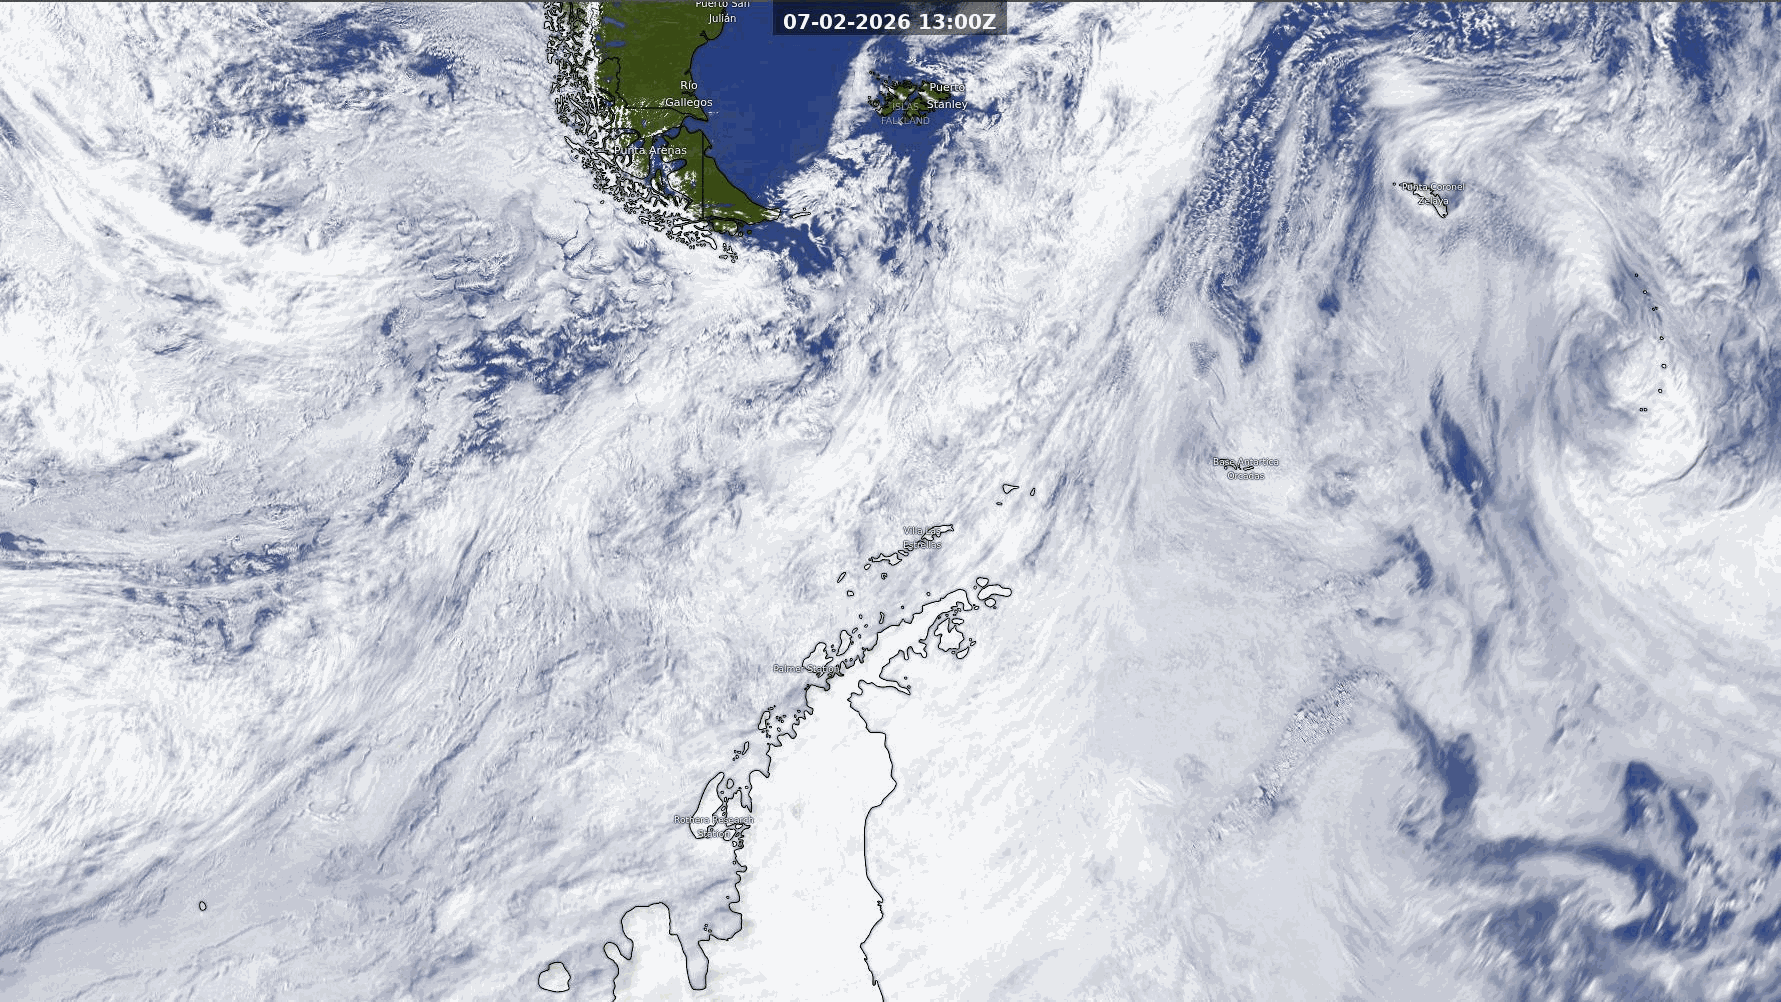 Puerto San
Julián
07-02-2026 13:00Z
Río
Gallegos
Puerto
Stanley
ISLAS
FALKLAND
Punta Arenas
Punta Coronel
Zelaya
Base Antartica
Orcadas
Villa Las
Estrellas
Palmer Station
Rothera Research
Station